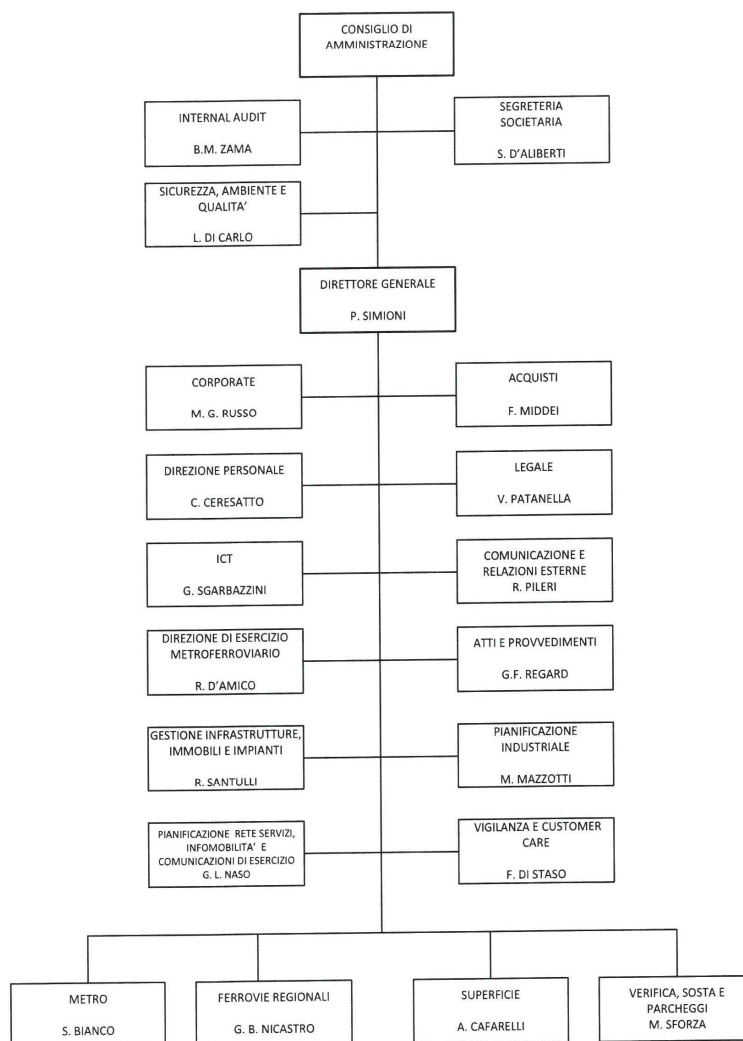 CONSIGLIO DI
AMMINISTRAZIONE
INTERNAL AUDIT
B.M. ZAMA
SEGRETERIA
SOCIETARIA
S. D'ALIBERTI
SICUREZZA, AMBIENTE E
QUALITA'
L. DI CARLO
DIRETTORE GENERALE
P. SIMIONI
CORPORATE
M. G. RUSSO
ACQUISTI
F. MIDDEI
DIREZIONE PERSONALE
C. CERESATTO
LEGALE
V. PATANELLA
ICT
G. SGARBAZZINI
COMUNICAZIONE E
RELAZIONI ESTERNE
R. PILERI
DIREZIONE DI ESERCIZIO
METROFERROVIARIO
R. D'AMICO
ATTI E PROVVEDIMENTI
G.F. REGARD
GESTIONE INFRASTRUTTURE,
IMMOBILI E IMPIANTI
R. SANTULLI
PIANIFICAZIONE
INDUSTRIALE
M. MAZZOTTI
PIANIFICAZIONE RETE SERVIZI,
INFOMOBILITA' E
COMUNICAZIONI DI ESERCIZIO
G. L. NASO
VIGILANZA E CUSTOMER
CARE
F. DI STASO
METRO
S. BIANCO
FERROVIE REGIONALI
G. B. NICASTRO
SUPERFICIE
A. CAFARELLI
VERIFICA, SOSTA E
PARCHEGGI
M. SFORZA